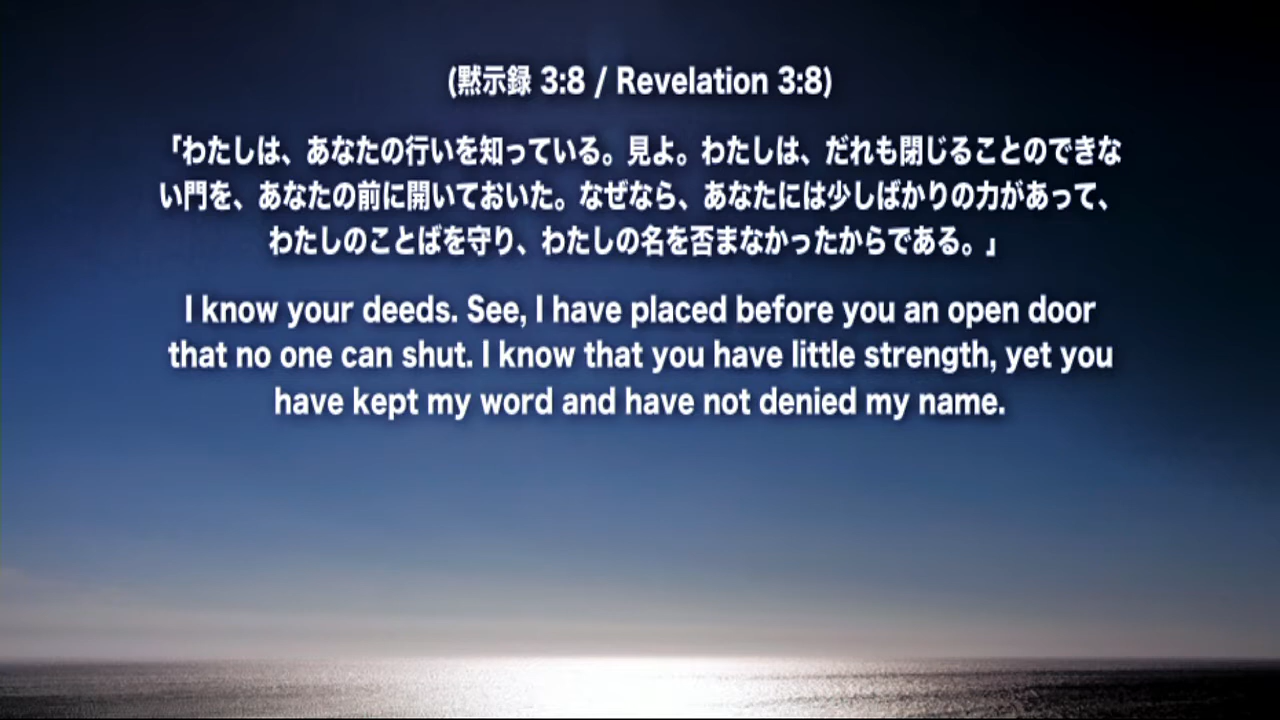 (黙示録 3:8 / Revelation 3:8)
「わたしは、あなたの行いを知っている。見よ。わたしは、だれも閉じることのできな
い門を、あなたの前に開いておいた。なぜなら、あなたには少しばかりの力があって、
わたしのことばを守り、わたしの名を否まなかったからである。」
I know your deeds. See, I have placed before you an open door
that no one can shut. I know that you have little strength, yet you
have kept my word and have not denied my name.